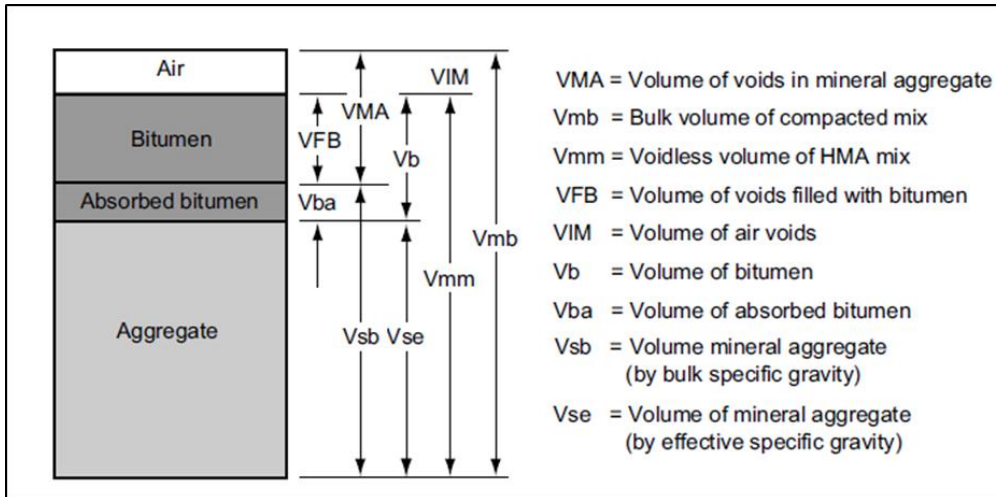 Air
Bitumen
Absorbed bitumen
Aggregate
VIM
VMA
VFB
Vb
Vba
Vmb
Vmm
Vsb
Vse
VMA = Volume of voids in mineral aggregate
Vmb = Bulk volume of compacted mix
Vmm = Voidless volume of HMA mix
VFB = Volume of voids filled with bitumen
VIM = Volume of air voids
Vb = Volume of bitumen
Vba = Volume of absorbed bitumen
Vsb = Volume mineral aggregate
(by bulk specific gravity)
Vse = Volume of mineral aggregate
(by effective specific gravity)